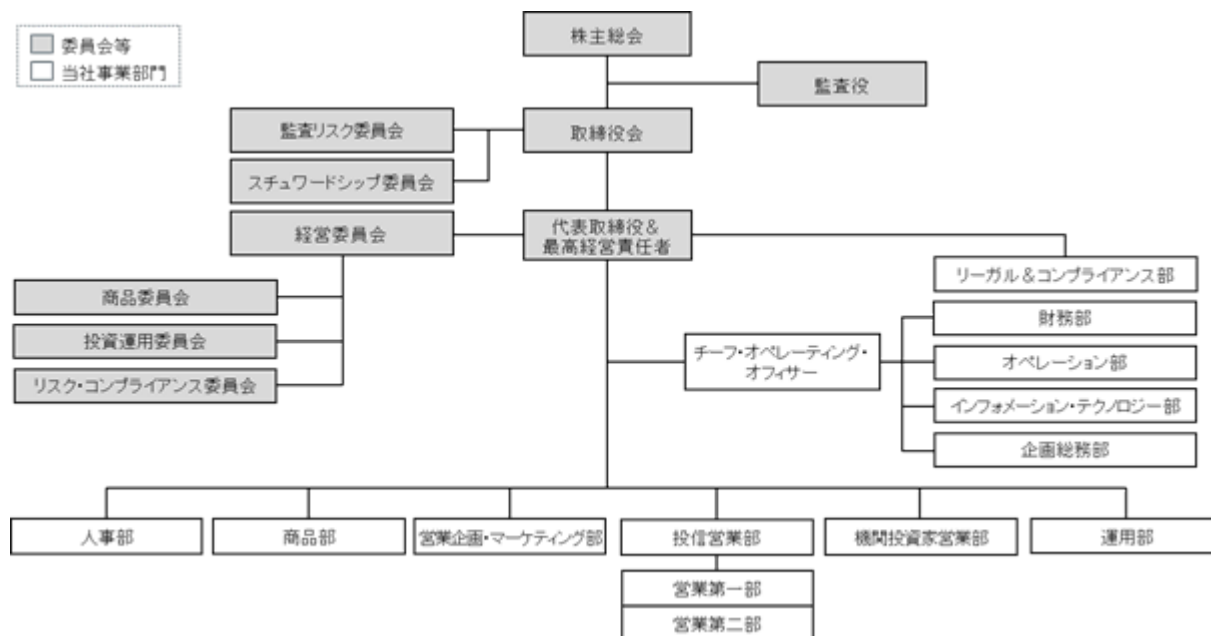 委員会等
当社事業部門
株主総会
監査役
監査リスク委員会
取締役会
スチュワードシップ委員会
経営委員会
代表取締役＆
最高経営責任者
リーガル＆コンプライアンス部
商品委員会
財務部
投資運用委員会
チーフ・オペレーティング・
オフィサー
オペレーション部
リスク・コンプライアンス委員会
インフォメーション・テクノロジー部
企画総務部
人事部
商品部
営業企画・マーケティング部
投信営業部
機関投資家営業部
運用部
営業第一部
営業第二部